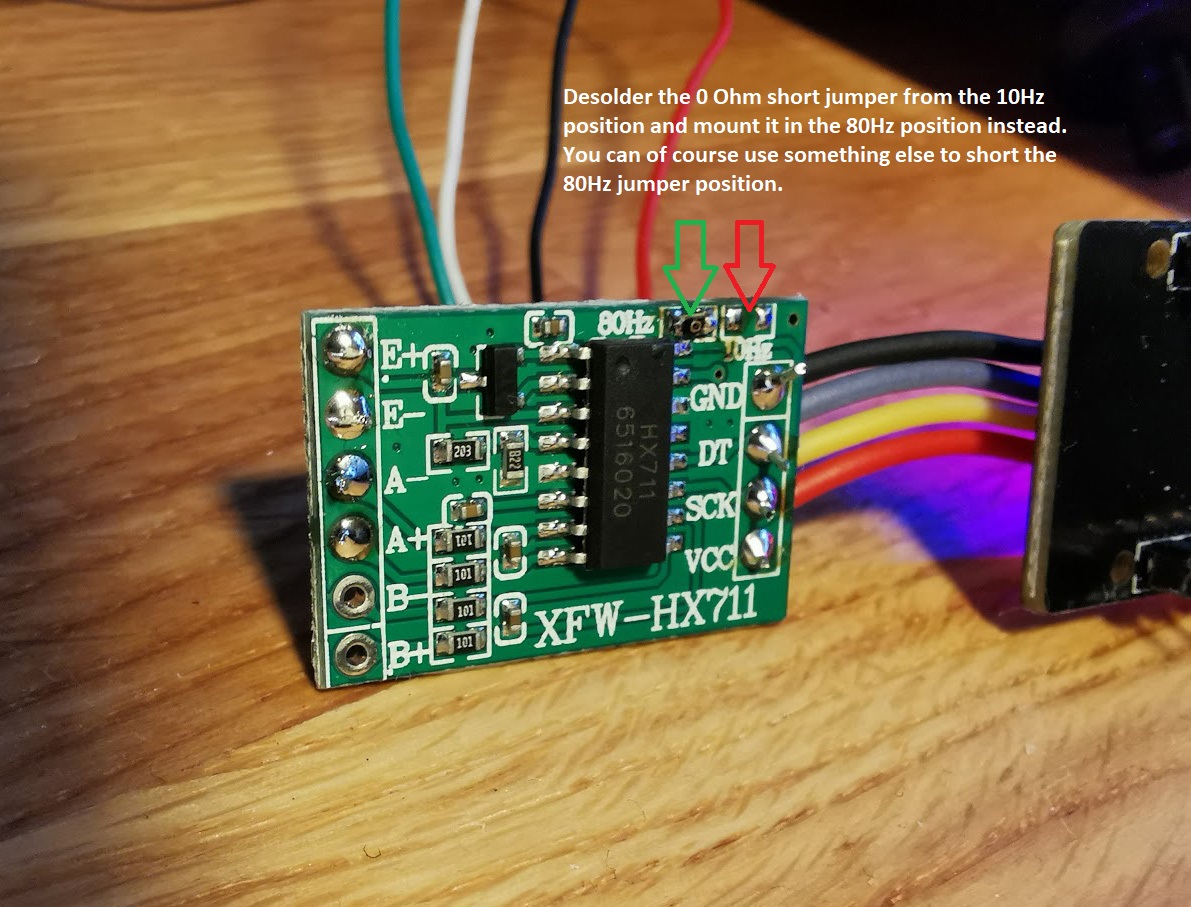 Desolder the 0 Ohm short jumper from the 10Hz
position and mount it in the 80Hz position instead.
You can of course use something else to short the
80Hz jumper position.
80Hz
10Hz
E+
E-
A-
A+
B-
B+
203
822
101
101
101
101
HX711
6516020
GND
DT
SCK
VCC
XFW-HX711